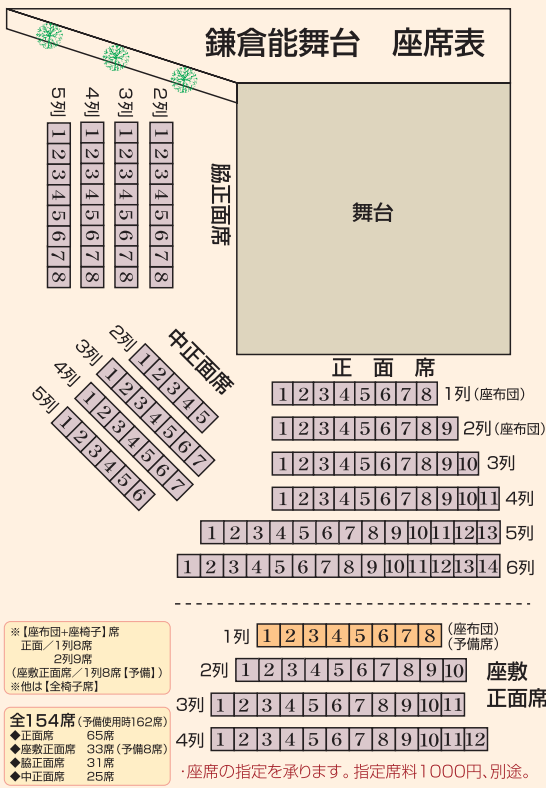 鎌倉能舞台 座席表
舞台
脇正面席
5列 1 2 3 4 5 6 7 8
4列 1 2 3 4 5 6 7 8
3列 1 2 3 4 5 6 7 8
2列 1 2 3 4 5 6 7 8
中正面席
2列 1 2 3 4 5
3列 1 2 3 4 5 6 7
4列 1 2 3 4 5 6 7
5列 1 2 3 4 5 6
正面席
1 2 3 4 5 6 7 8 1列(座布団)
1 2 3 4 5 6 7 8 9 2列(座布団)
1 2 3 4 5 6 7 8 9 10 3列
1 2 3 4 5 6 7 8 9 10 11 4列
1 2 3 4 5 6 7 8 9 10 11 12 13 5列
1 2 3 4 5 6 7 8 9 10 11 12 13 14 6列
1列 1 2 3 4 5 6 7 8 (座布団)
(予備席)
2列 1 2 3 4 5 6 7 8 9 10
3列 1 2 3 4 5 6 7 8 9 10 11
4列 1 2 3 4 5 6 7 8 9 10 11 12
座敷
正面席
※【座布団+座椅子】席
正面/1列8席
2列9席
(座敷正面席/1列8席【予備】)
※他は【全椅子席】
全154席(予備使用時162席)
◆正面席 65席
◆座敷正面席 33席(予備8席)
◆脇正面席 31席
◆中正面席 25席
・座席の指定を承ります。指定席料1000円、別途。